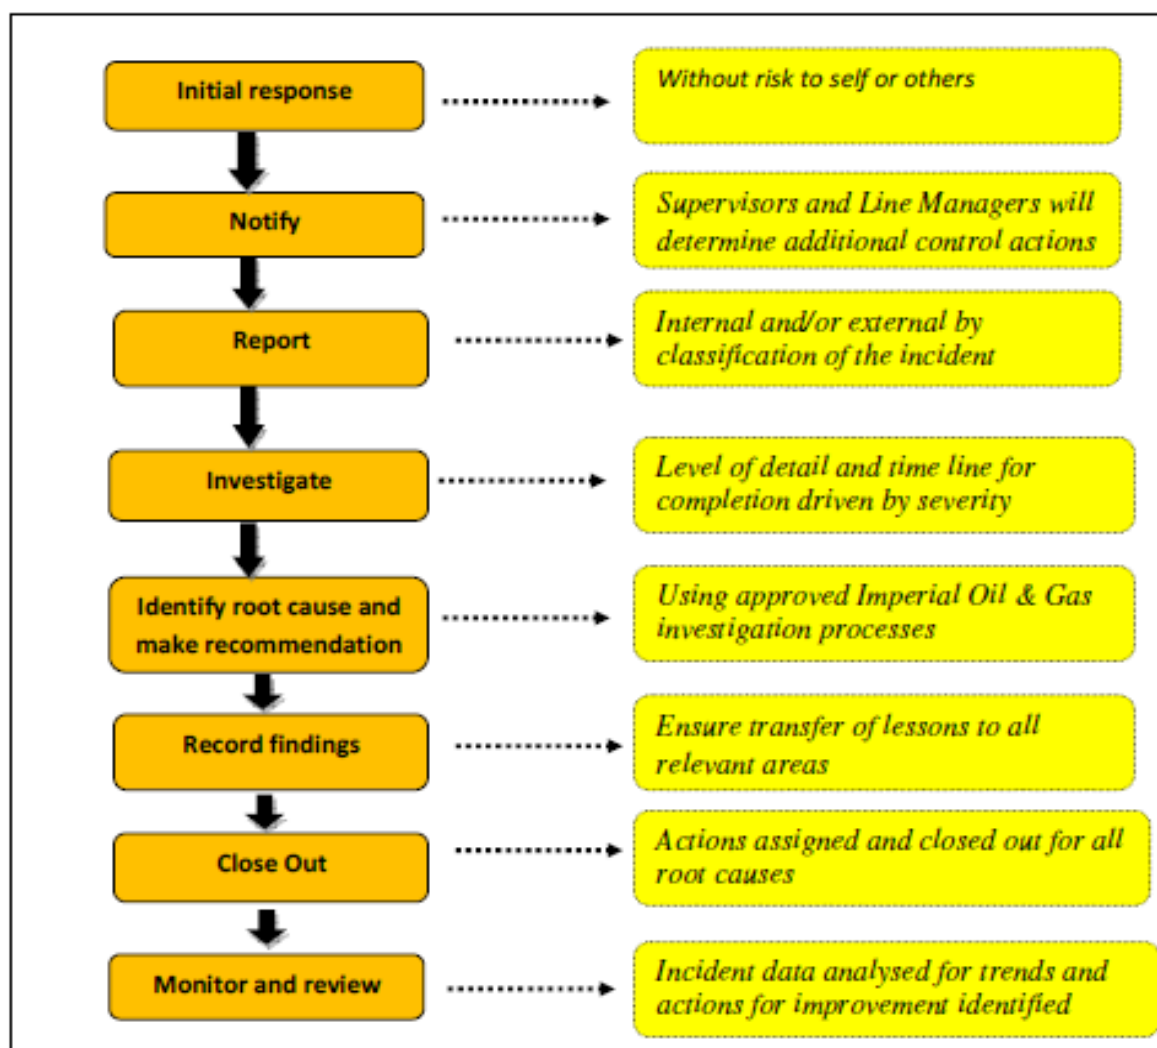 Initial response
Without risk to self or others
Notify
Supervisors and Line Managers will
determine additional control actions
Report
Internal and/or external by
classification of the incident
Investigate
Level of detail and time line for
completion driven by severity
Identify root cause and
make recommendation
Using approved Imperial Oil & Gas
investigation processes
Record findings
Ensure transfer of lessons to all
relevant areas
Close Out
Actions assigned and closed out for all
root causes
Monitor and review
Incident data analysed for trends and
actions for improvement identified